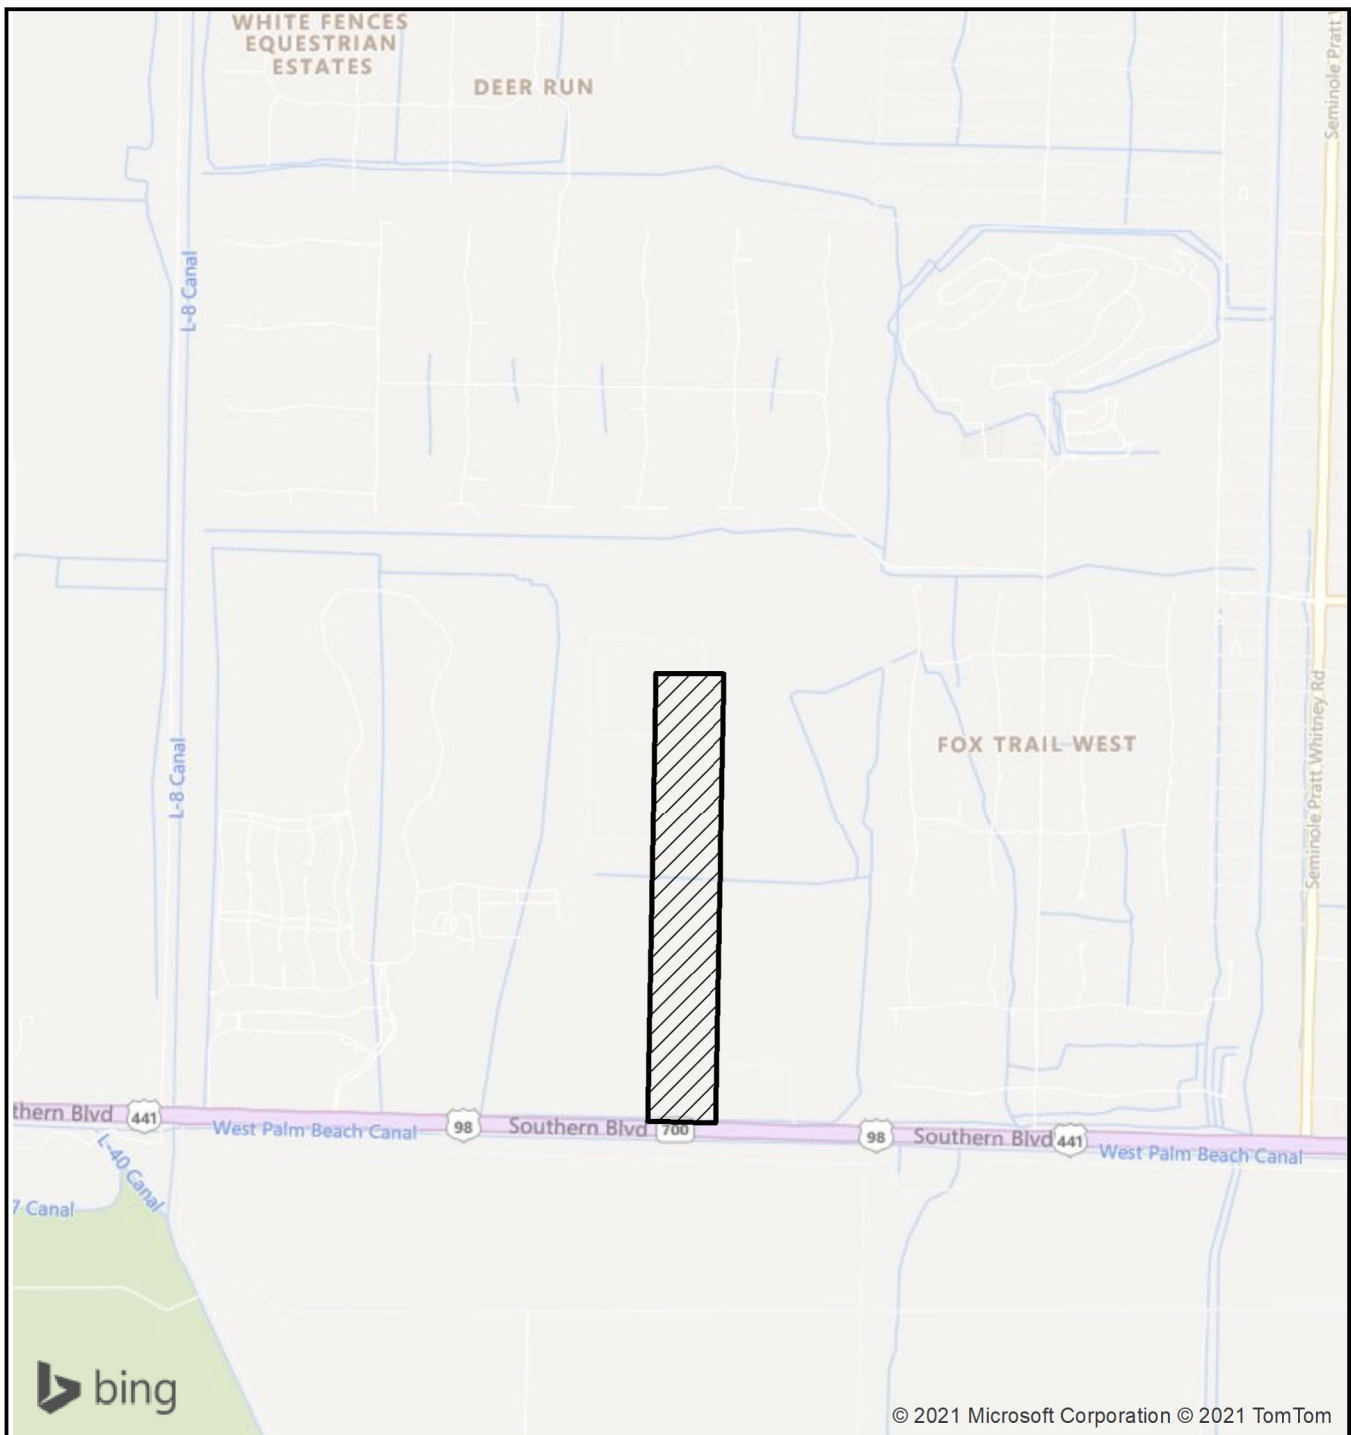 WHITE FENCES
EQUESTRIAN
ESTATES
DEER RUN
Seminole Pratt
L-8 Canal
L-8 Canal
FOX TRAIL WEST
Seminole Pratt Whitney Rd
thern Blvd
441
West Palm Beach Canal
98
Southern Blvd
700
98
Southern Blvd
441
West Palm Beach Canal
L-40 Canal
7 Canal
bing
© 2021 Microsoft Corporation © 2021 TomTom